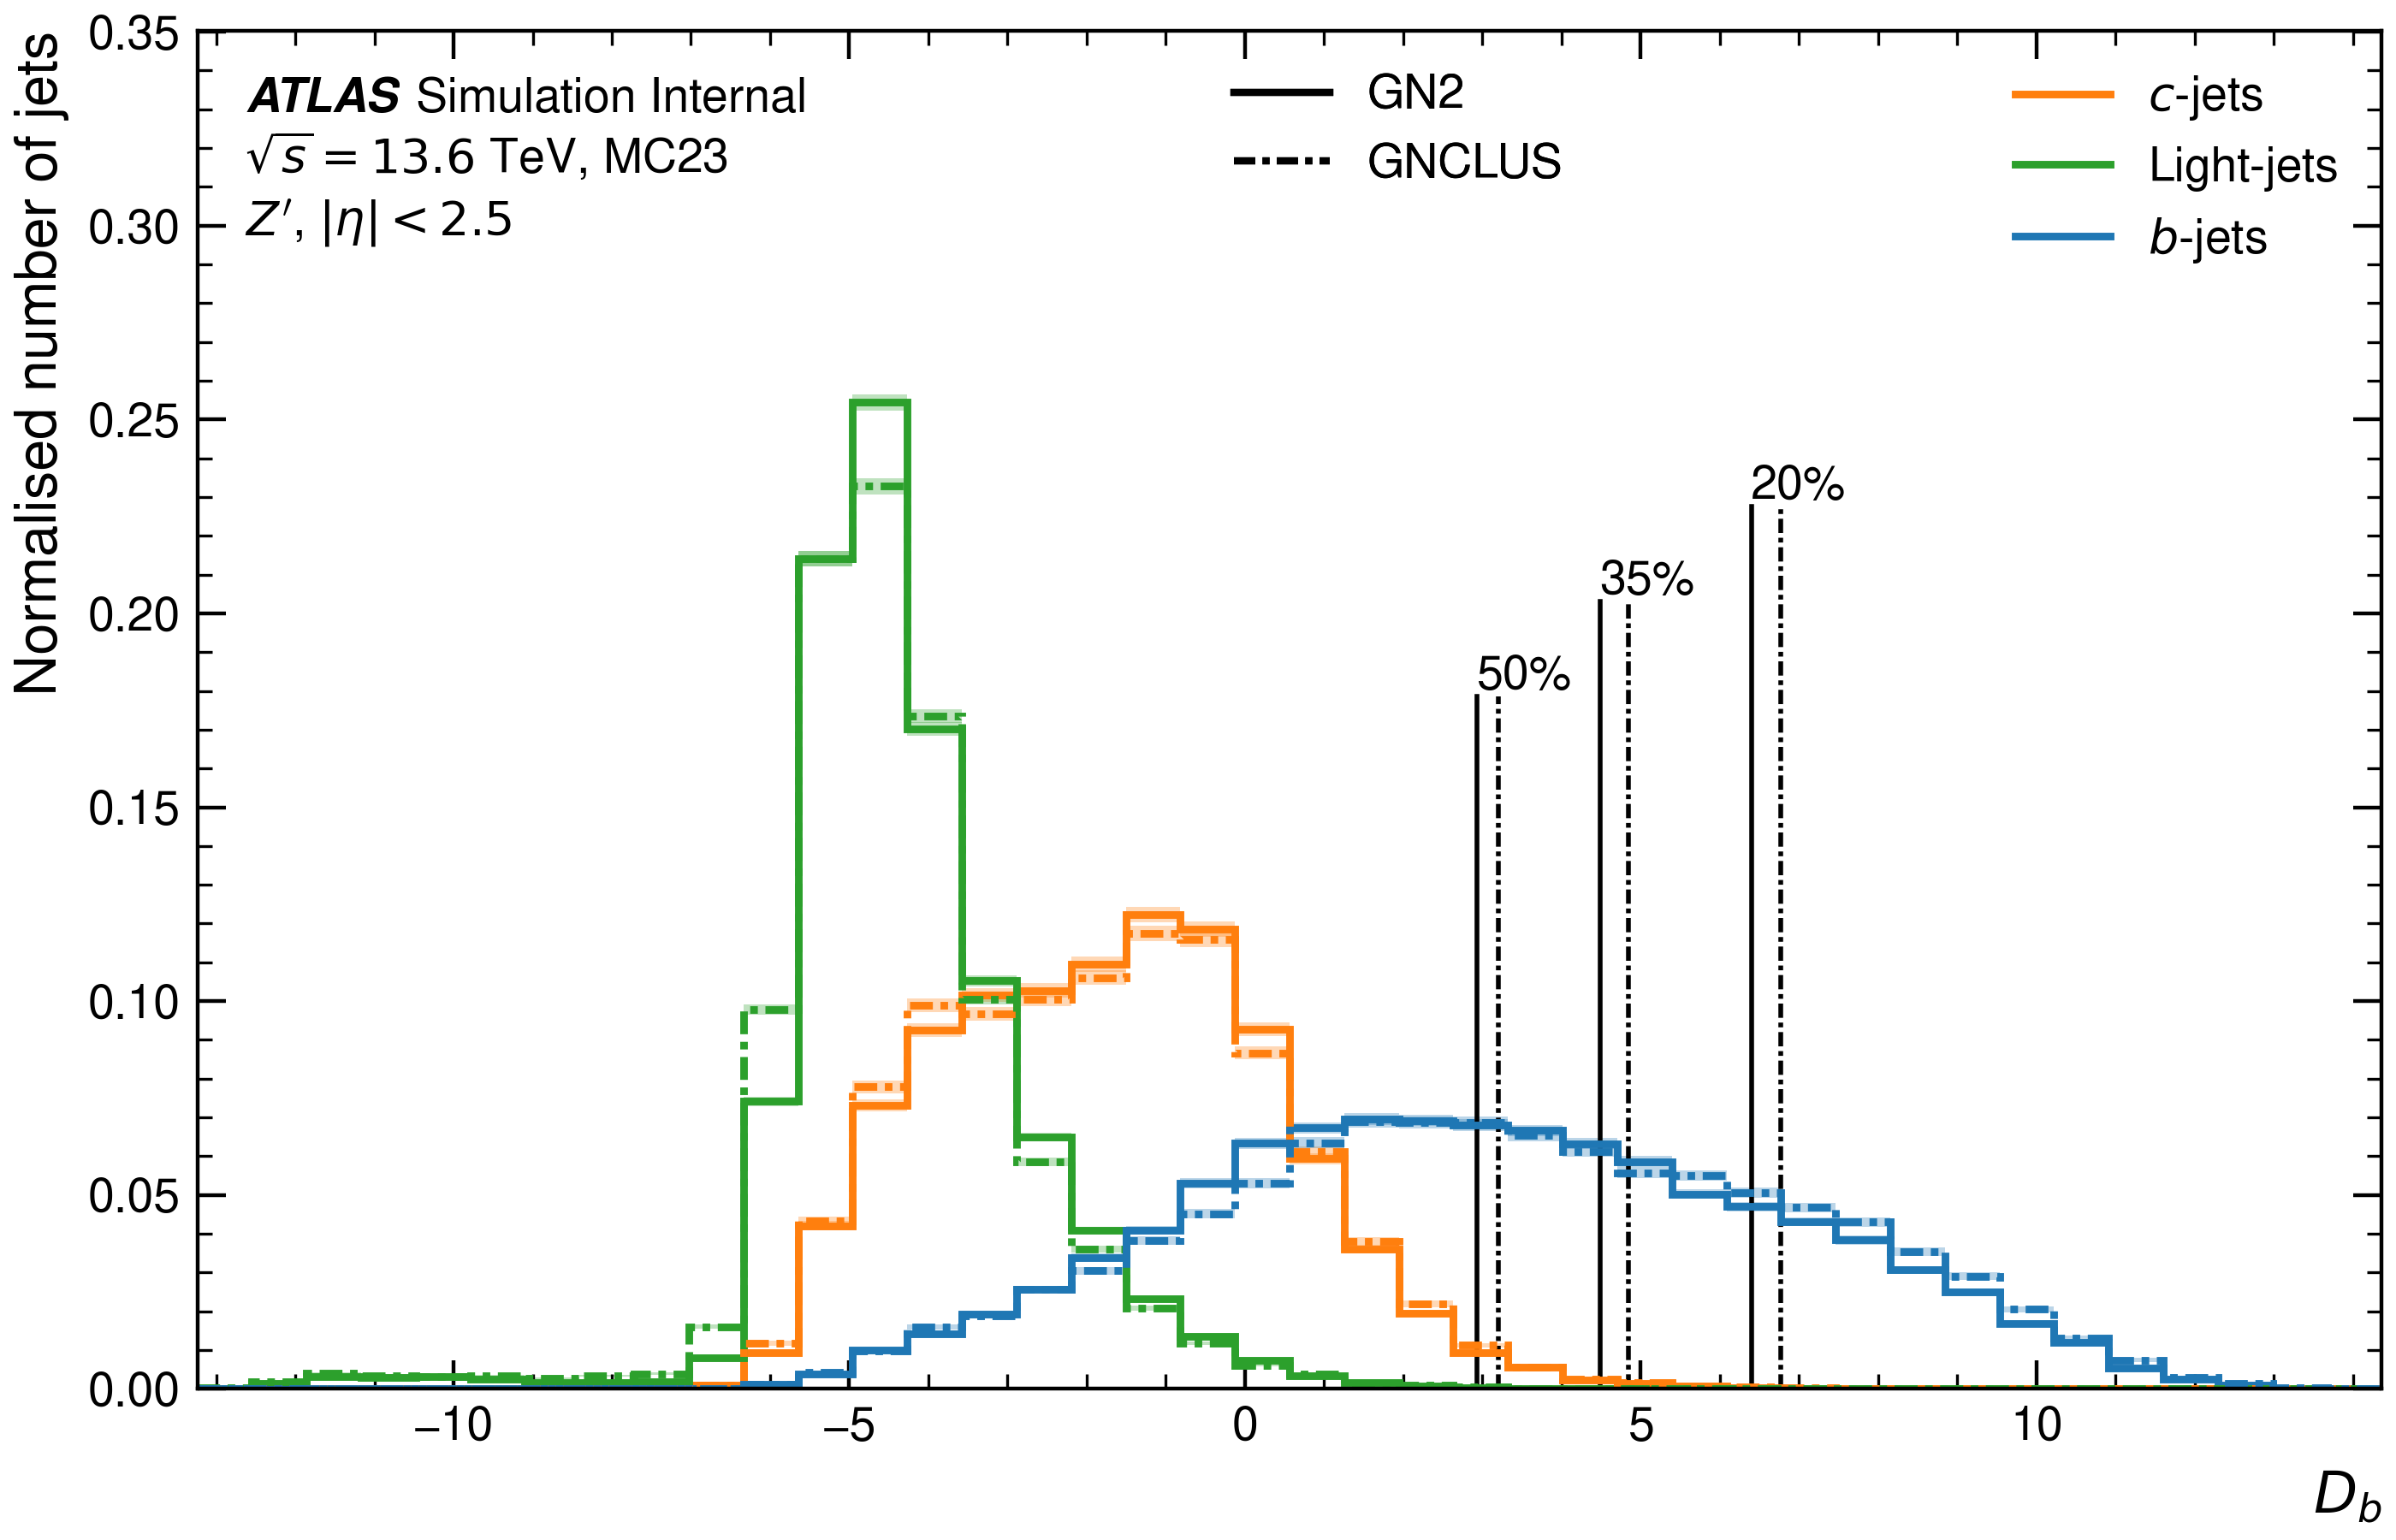 Normalised number of jets
0.35
0.30
0.25
0.20
0.15
0.10
0.05
0.00
ATLAS Simulation Internal
√s = 13.6 TeV, MC23
Z′, |η| < 2.5
GN2
GNCLUS
c-jets
Light-jets
b-jets
20%
35%
50%
−10
−5
0
5
10
D_b